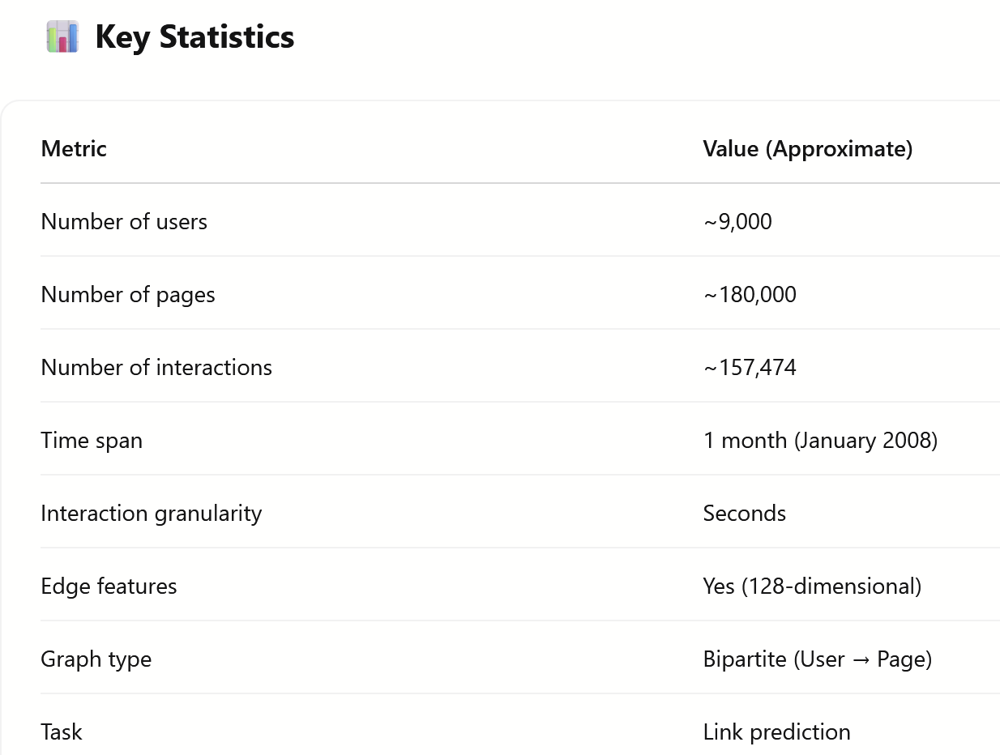 📊 Key Statistics
Metric Value (Approximate)
Number of users ~9,000
Number of pages ~180,000
Number of interactions ~157,474
Time span 1 month (January 2008)
Interaction granularity Seconds
Edge features Yes (128-dimensional)
Graph type Bipartite (User → Page)
Task Link prediction